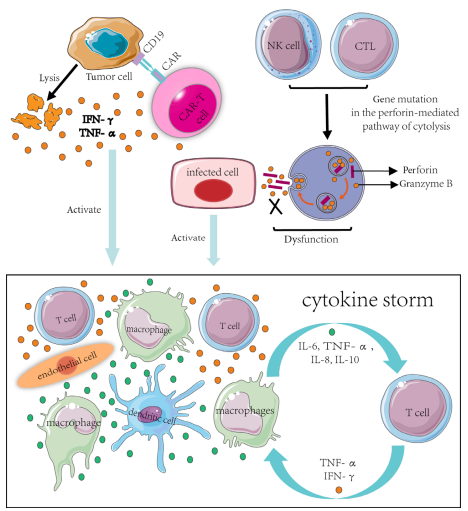 CD19
CAR
Lysis
Tumor cell
CAR-T
cell
IFN- γ
TNF- α
Activate
NK cell
CTL
Gene mutation
in the perforin-mediated
pathway of cytolysis
infected cell
Perforin
Granzyme B
Dysfunction
Activate
cytokine storm
T cell
macrophage
T cell
endothelial cell
macrophage
dendritic cell
macrophages
IL-6, TNF- α ,
IL-8, IL-10
T cell
TNF- α
IFN- γ